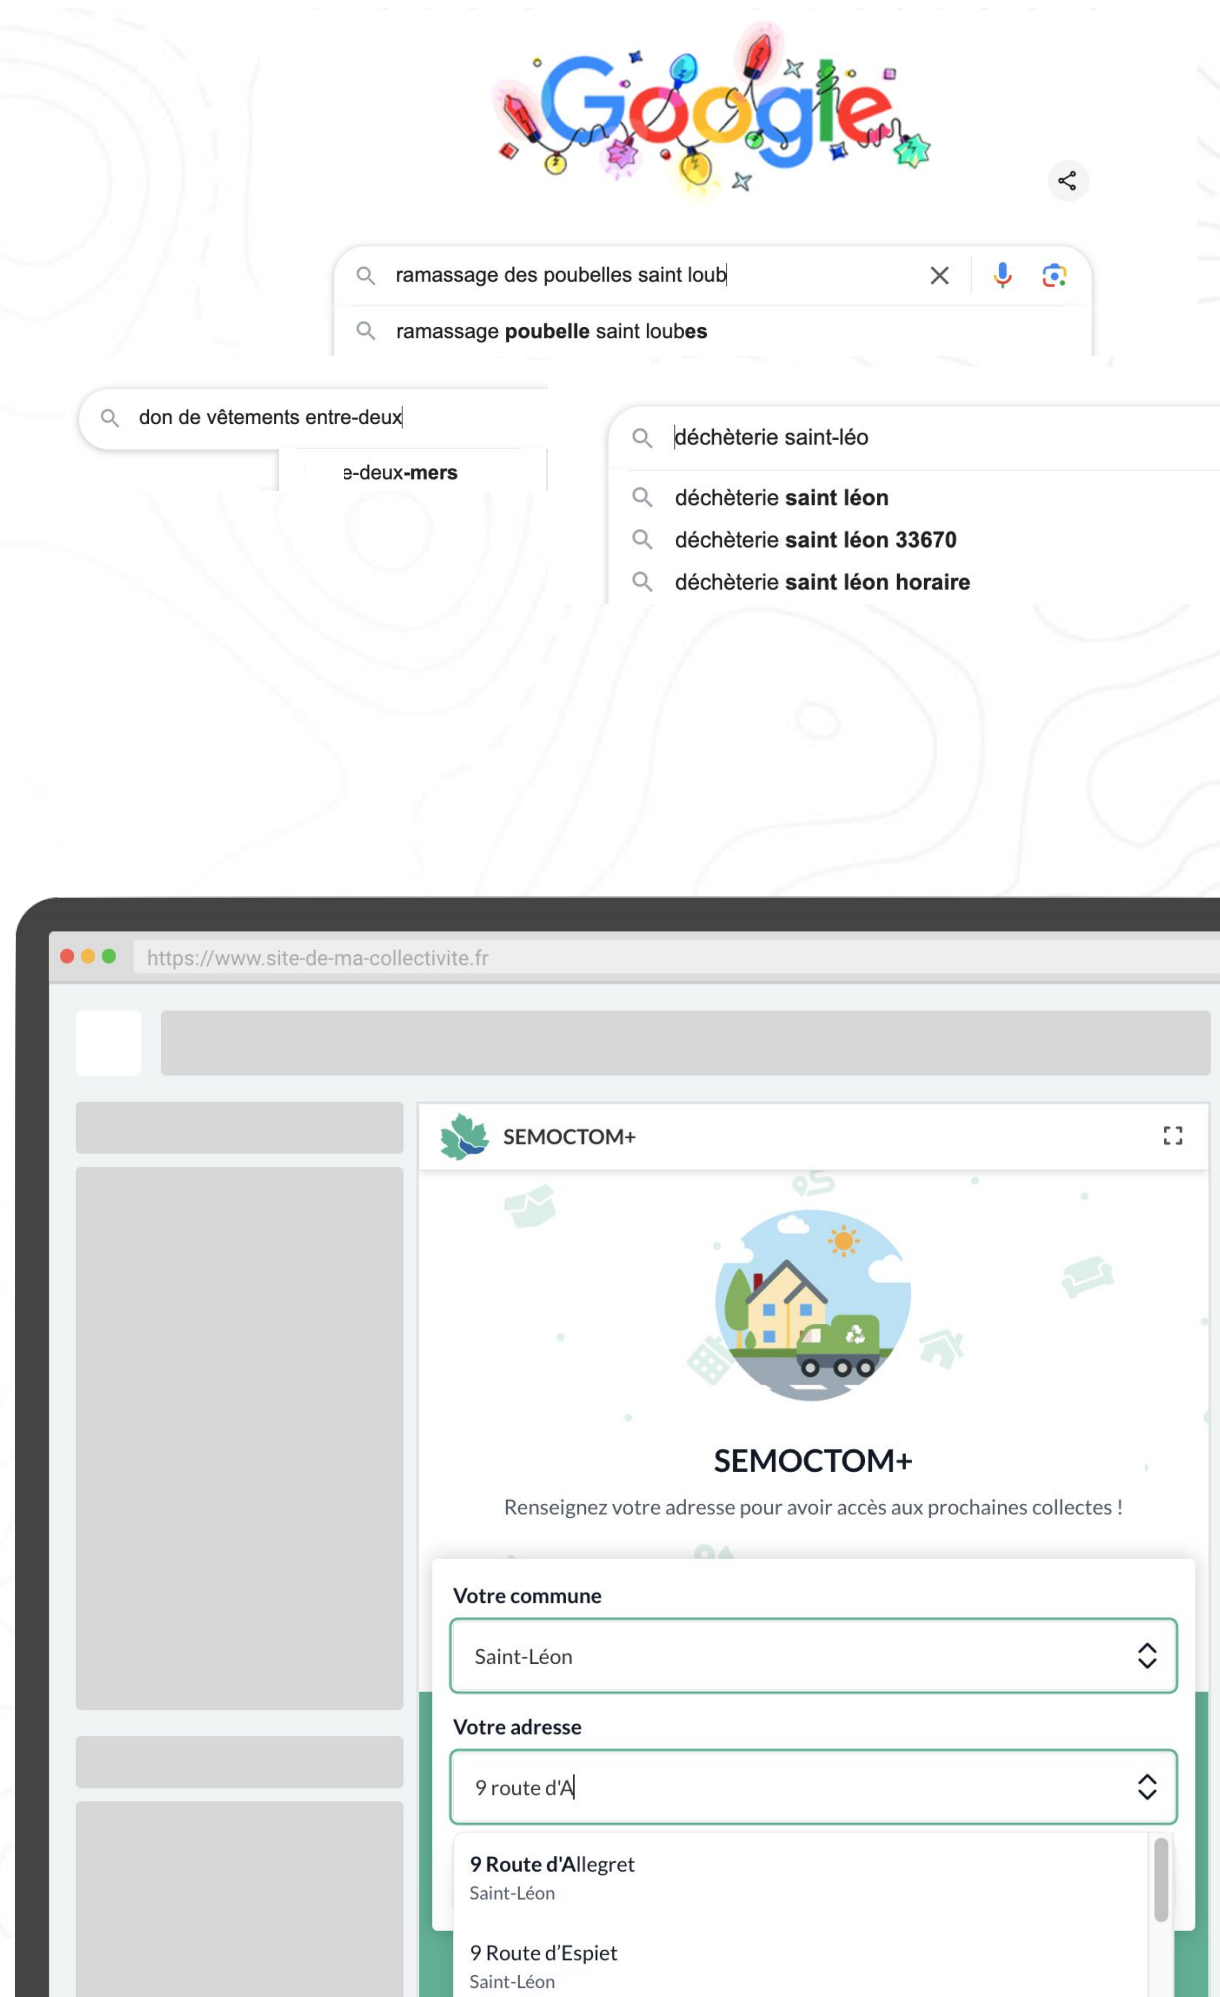 Google
ramassage des poubelles saint loub
ramassage poubelle saint loubes
don de vêtements entre-deux
e-deux-mers
déchèterie saint-léo
déchèterie saint léon
déchèterie saint léon 33670
déchèterie saint léon horaire
https://www.site-de-ma-collectivite.fr
SEMOCTOM+
SEMOCTOM+
Renseignez votre adresse pour avoir accès aux prochaines collectes !
Votre commune
Saint-Léon
Votre adresse
9 route d'A
9 Route d'Allegret
Saint-Léon
9 Route d’Espiet
Saint-Léon